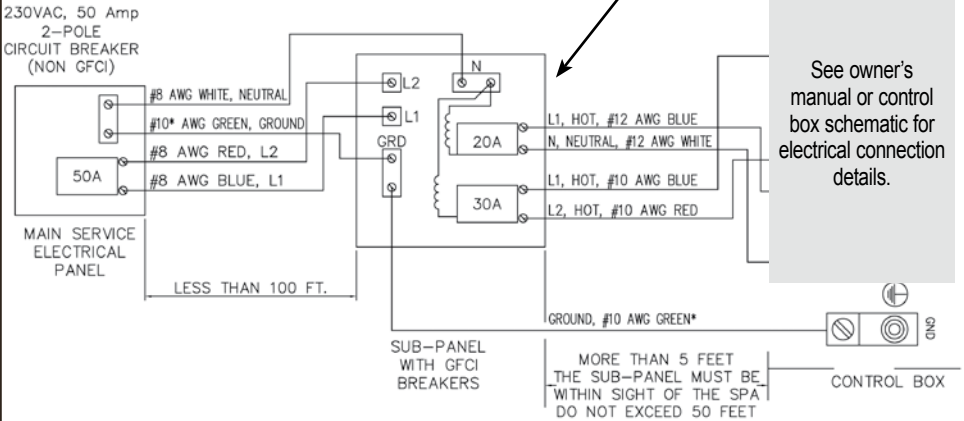 230VAC, 50 Amp
2-POLE
CIRCUIT BREAKER
(NON GFCI)
#8 AWG WHITE, NEUTRAL
#10* AWG GREEN, GROUND
#8 AWG RED, L2
#8 AWG BLUE, L1
50A
MAIN SERVICE
ELECTRICAL
PANEL
LESS THAN 100 FT.
N
L2
L1
GRD
20A
30A
L1, HOT, #12 AWG BLUE
N, NEUTRAL, #12 AWG WHITE
L1, HOT, #10 AWG BLUE
L2, HOT, #10 AWG RED
See owner's
manual or control
box schematic for
electrical connection
details.
GROUND, #10 AWG GREEN*
GND
SUB-PANEL
WITH GFCI
BREAKERS
MORE THAN 5 FEET
THE SUB-PANEL MUST BE
WITHIN SIGHT OF THE SPA
DO NOT EXCEED 50 FEET
CONTROL BOX